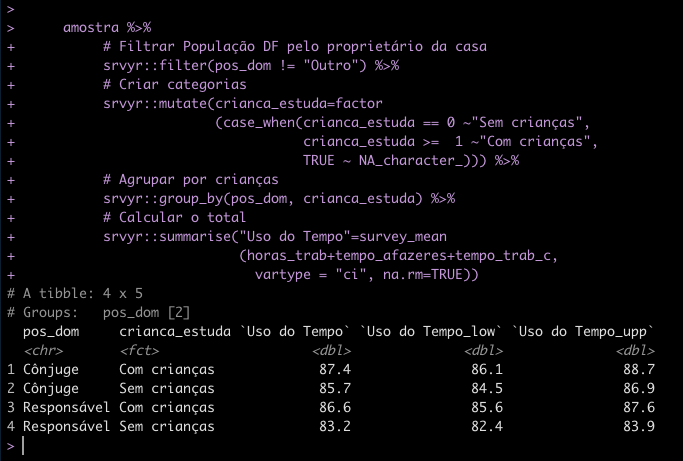 >
>     amostra %>%
+         # Filtrar População DF pelo proprietário da casa
+         srvyr::filter(pos_dom != "Outro") %>%
+         # Criar categorias
+         srvyr::mutate(crianca_estuda=factor
+                      (case_when(crianca_estuda == 0 ~"Sem crianças",
+                                 crianca_estuda >=  1 ~"Com crianças",
+                                 TRUE ~ NA_character_))) %>%
+         # Agrupar por crianças
+         srvyr::group_by(pos_dom, crianca_estuda) %>%
+         # Calcular o total
+         srvyr::summarise("Uso do Tempo"=survey_mean
+                         (horas_trab+tempo_afazeres+tempo_trab_c,
+                           vartype = "ci", na.rm=TRUE))
# A tibble: 4 x 5
# Groups:   pos_dom [2]
  pos_dom     crianca_estuda `Uso do Tempo` `Uso do Tempo_low` `Uso do Tempo_upp`
  <chr>       <fct>                   <dbl>              <dbl>              <dbl>
1 Cônjuge     Com crianças             87.4               86.1               88.7
2 Cônjuge     Sem crianças             85.7               84.5               86.9
3 Responsável Com crianças             86.6               85.6               87.6
4 Responsável Sem crianças             83.2               82.4               83.9
>